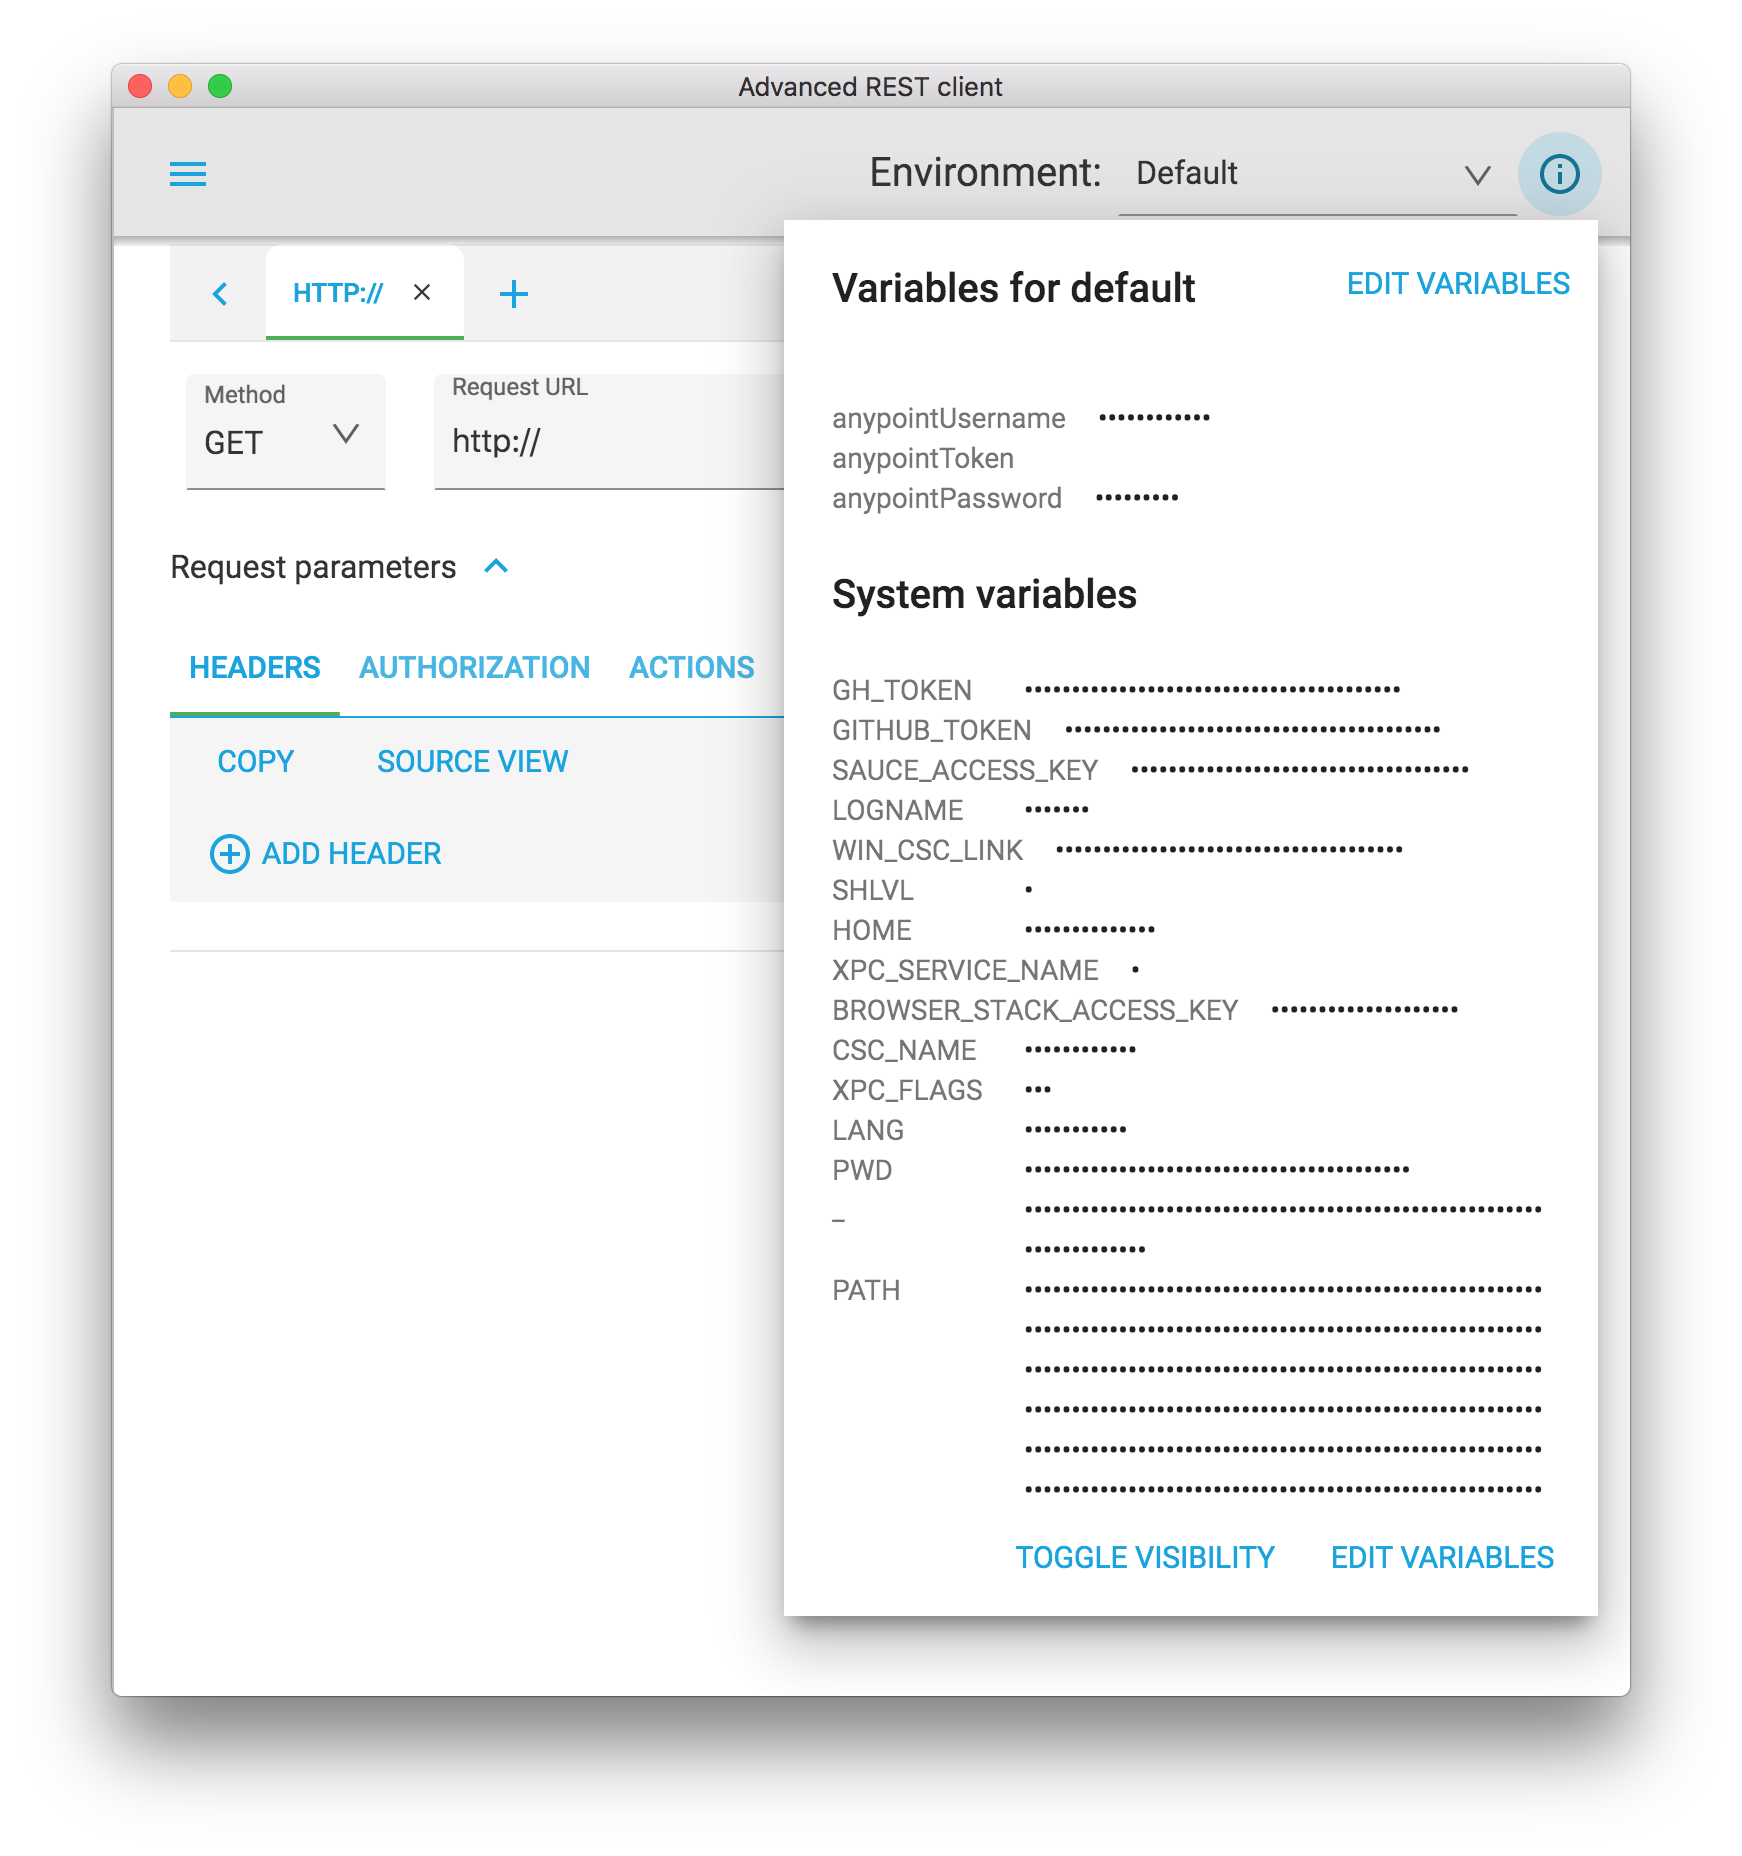 Advanced REST client
Environment: Default
HTTP://
Method
GET
Request URL
http://
Request parameters
HEADERS AUTHORIZATION ACTIONS
COPY SOURCE VIEW
ADD HEADER
Variables for default EDIT VARIABLES
anypointUsername ••••••••••••
anypointToken
anypointPassword •••••••••
System variables
GH_TOKEN ••••••••••••••••••••••••••••••••••••••••
GITHUB_TOKEN ••••••••••••••••••••••••••••••••••••••••
SAUCE_ACCESS_KEY ••••••••••••••••••••••••••••••••••••
LOGNAME •••••••
WIN_CSC_LINK •••••••••••••••••••••••••••••••••••••
SHLVL •
HOME ••••••••••••••
XPC_SERVICE_NAME •
BROWSER_STACK_ACCESS_KEY ••••••••••••••••••••
CSC_NAME ••••••••••••
XPC_FLAGS •••
LANG •••••••••••
PWD •••••••••••••••••••••••••••••••••••••••••
_ •••••••••••••••••••••••••••••••••••••••••••••••••••••••
•••••••••••••
PATH •••••••••••••••••••••••••••••••••••••••••••••••••••••••
•••••••••••••••••••••••••••••••••••••••••••••••••••••••
•••••••••••••••••••••••••••••••••••••••••••••••••••••••
•••••••••••••••••••••••••••••••••••••••••••••••••••••••
•••••••••••••••••••••••••••••••••••••••••••••••••••••••
•••••••••••••••••••••••••••••••••••••••••••••••••••••••
TOGGLE VISIBILITY EDIT VARIABLES